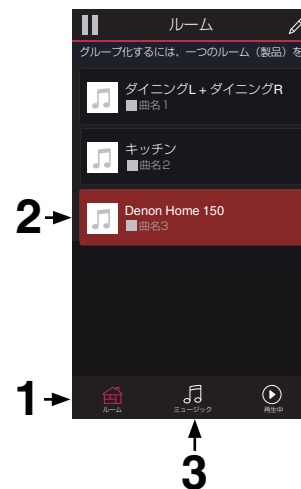 ルーム
グループ化するには、一つのルーム（製品）を
ダイニングL + ダイニングR
曲名1
キッチン
曲名2
2
Denon Home 150
曲名3
1
ルーム
ミュージック
再生中
3